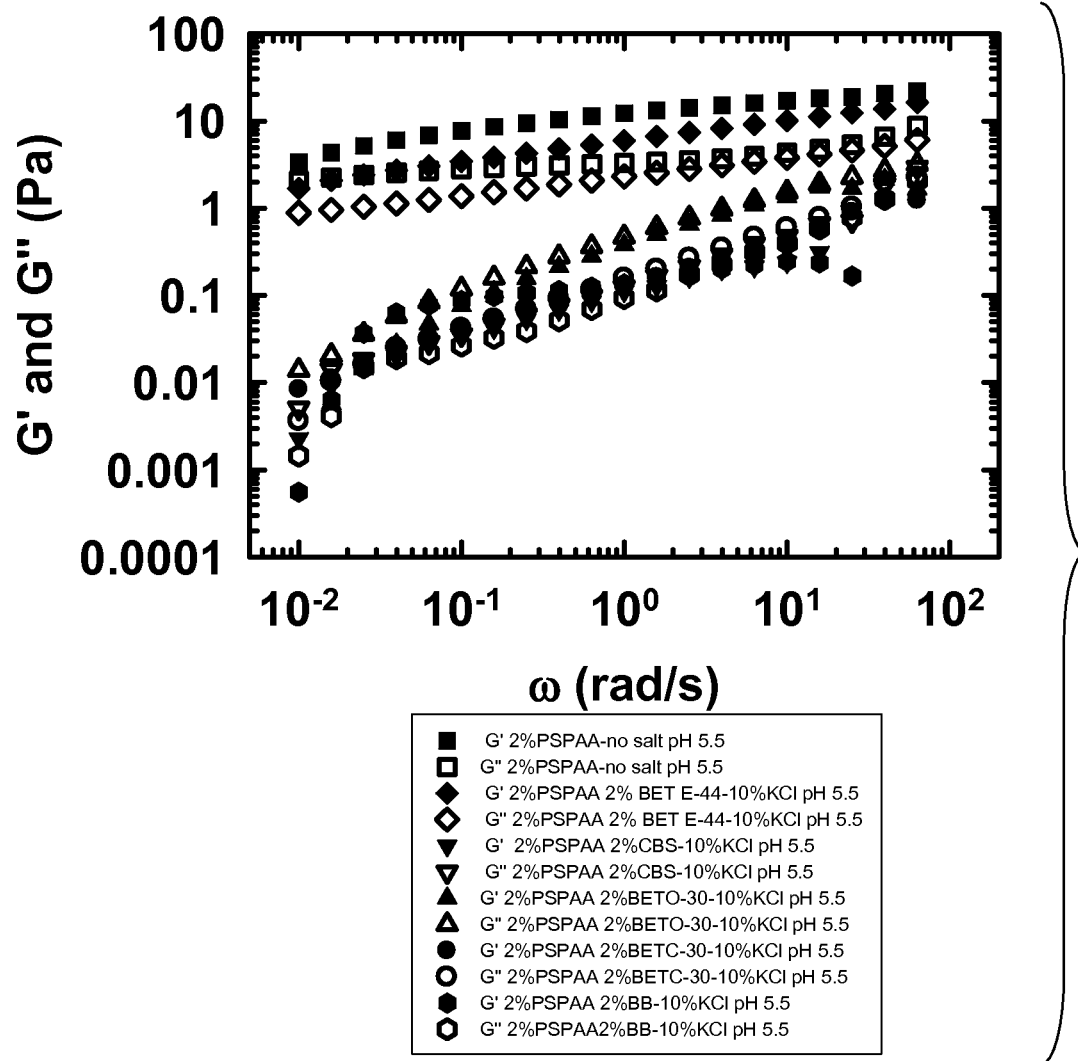 100
10
1
0.1
0.01
0.001
0.0001
G' and G'' (Pa)
10-2 10-1 100 101 102
ω (rad/s)
G' 2%PSPAA-no salt pH 5.5
G'' 2%PSPAA-no salt pH 5.5
G' 2%PSPAA 2% BET E-44-10%KCl pH 5.5
G'' 2%PSPAA 2% BET E-44-10%KCl pH 5.5
G' 2%PSPAA 2%CBS-10%KCl pH 5.5
G'' 2%PSPAA 2%CBS-10%KCl pH 5.5
G' 2%PSPAA 2%BETO-30-10%KCl pH 5.5
G'' 2%PSPAA 2%BETO-30-10%KCl pH 5.5
G' 2%PSPAA 2%BETC-30-10%KCl pH 5.5
G'' 2%PSPAA 2%BETC-30-10%KCl pH 5.5
G' 2%PSPAA 2%BB-10%KCl pH 5.5
G'' 2%PSPAA2%BB-10%KCl pH 5.5